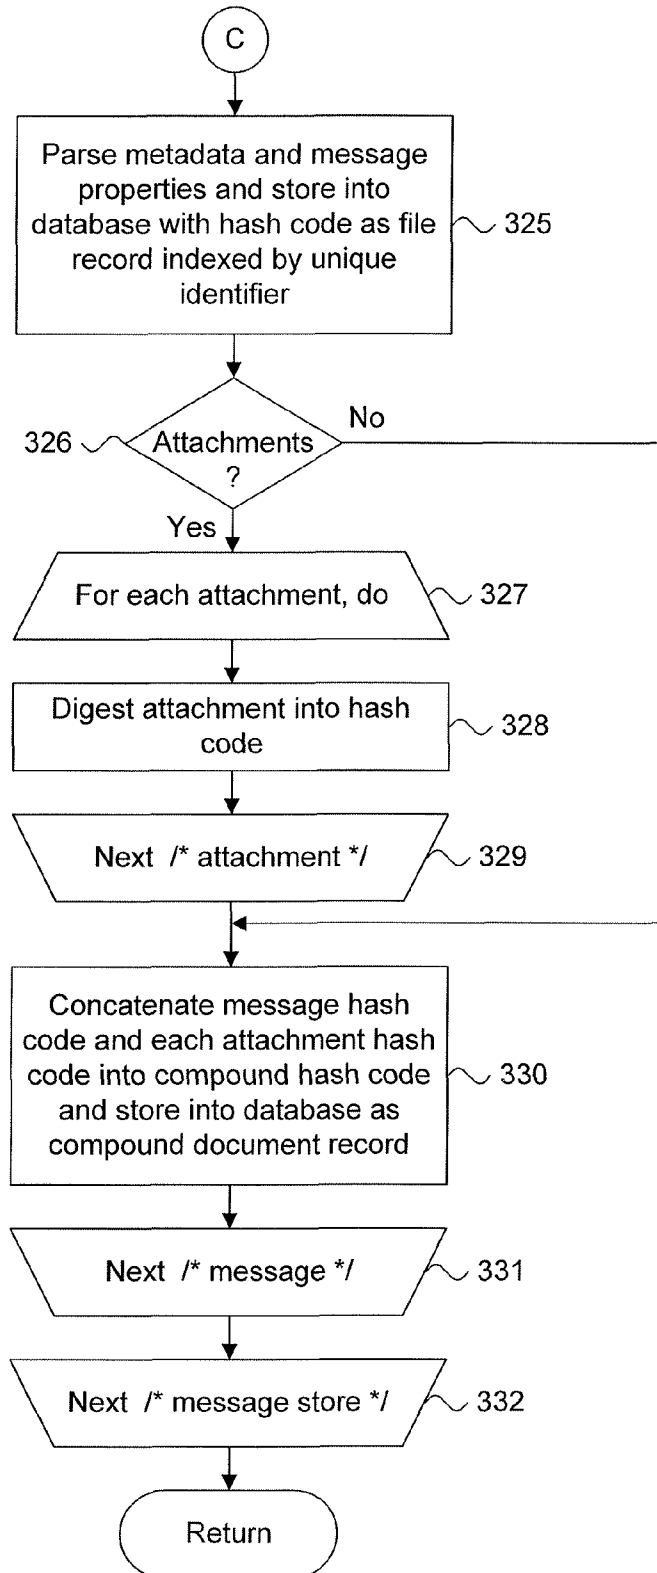 C
Parse metadata and message
properties and store into
database with hash code as file
record indexed by unique
identifier
325
326
Attachments
?
No
Yes
For each attachment, do
327
Digest attachment into hash
code
328
Next /* attachment */
329
Concatenate message hash
code and each attachment hash
code into compound hash code
and store into database as
compound document record
330
Next /* message */
331
Next /* message store */
332
Return